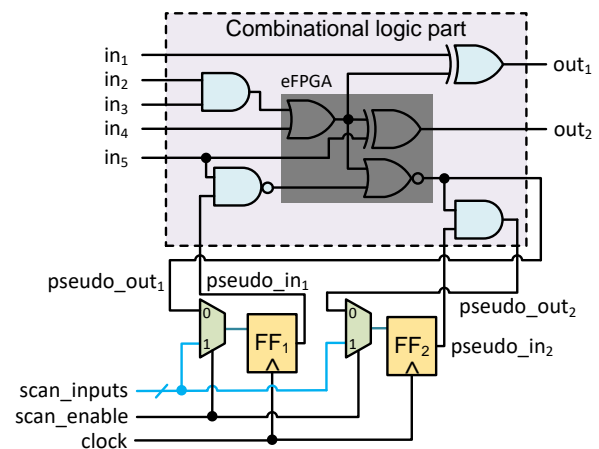 Combinational logic part
in₁
in₂
in₃
in₄
in₅
eFPGA
out₁
out₂
pseudo_out₁
pseudo_in₁
pseudo_out₂
pseudo_in₂
0
1
FF₁
0
1
FF₂
scan_inputs
scan_enable
clock